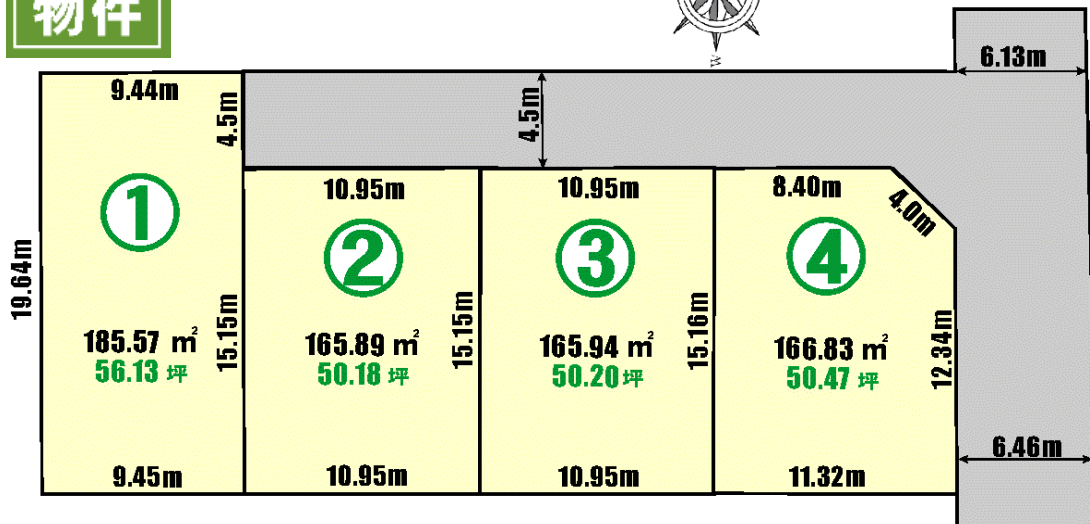 物件
W
6.13m
9.44m
4.5m
4.5m
10.95m
10.95m
8.40m
4.0m
①
②
③
④
19.64m
185.57 ㎡
56.13 坪
15.15m
165.89 ㎡
50.18 坪
15.15m
165.94 ㎡
50.20 坪
15.16m
166.83 ㎡
50.47 坪
12.34m
6.46m
9.45m
10.95m
10.95m
11.32m